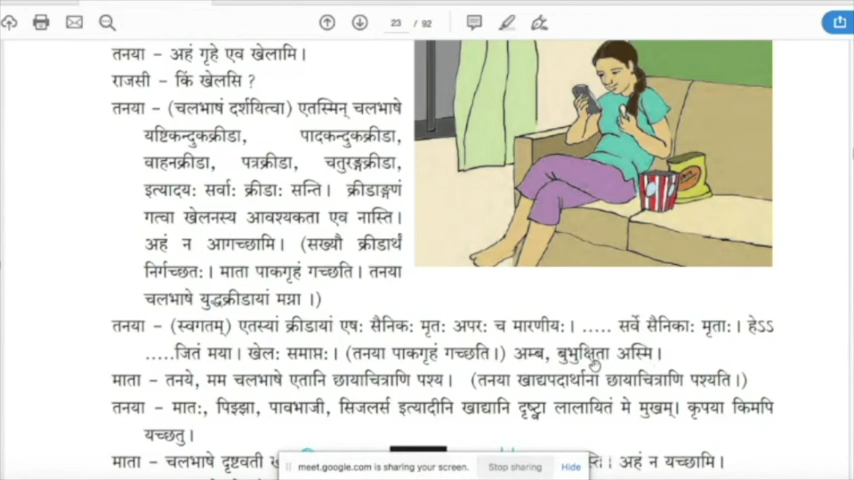 23 / 92
तनया - अहं गृहे एव खेलामि।
राजसी - किं खेलसि ?
तनया - (चलभाषं दर्शयित्वा) एतस्मिन् चलभाषे
यष्टिकन्दुकक्रीडा, पादकन्दुकक्रीडा,
वाहनक्रीडा, पत्रक्रीडा, चतुरङ्गक्रीडा,
इत्यादयः सर्वाः क्रीडाः सन्ति। क्रीडाङ्गणं
गत्वा खेलनस्य आवश्यकता एव नास्ति।
अहं न आगच्छामि। (सख्यौ क्रीडार्थं
निर्गच्छतः। माता पाकगृहं गच्छति। तनया
चलभाषे युद्धक्रीडायां मग्ना ।)
तनया - (स्वगतम्) एतस्यां क्रीडायां एषः सैनिकः मृतः अपरः च मारणीयः। ..... सर्वे सैनिकाः मृताः। हेऽऽ
.....जितं मया। खेलः समाप्तः। (तनया पाकगृहं गच्छति।) अम्ब, बुभुक्षिता अस्मि।
माता - तनये, मम चलभाषे एतानि छायाचित्राणि पश्य। (तनया खाद्यपदार्थानां छायाचित्राणि पश्यति।)
तनया - मातः, पिझ्झा, पावभाजी, सिजलर्स इत्यादीनि खाद्यानि दृष्ट्वा लालायितं मे मुखम्। कृपया किमपि
यच्छतु।
माता - चलभाषे दृष्टवती अहं न यच्छामि।
meet.google.com is sharing your screen. Stop sharing Hide